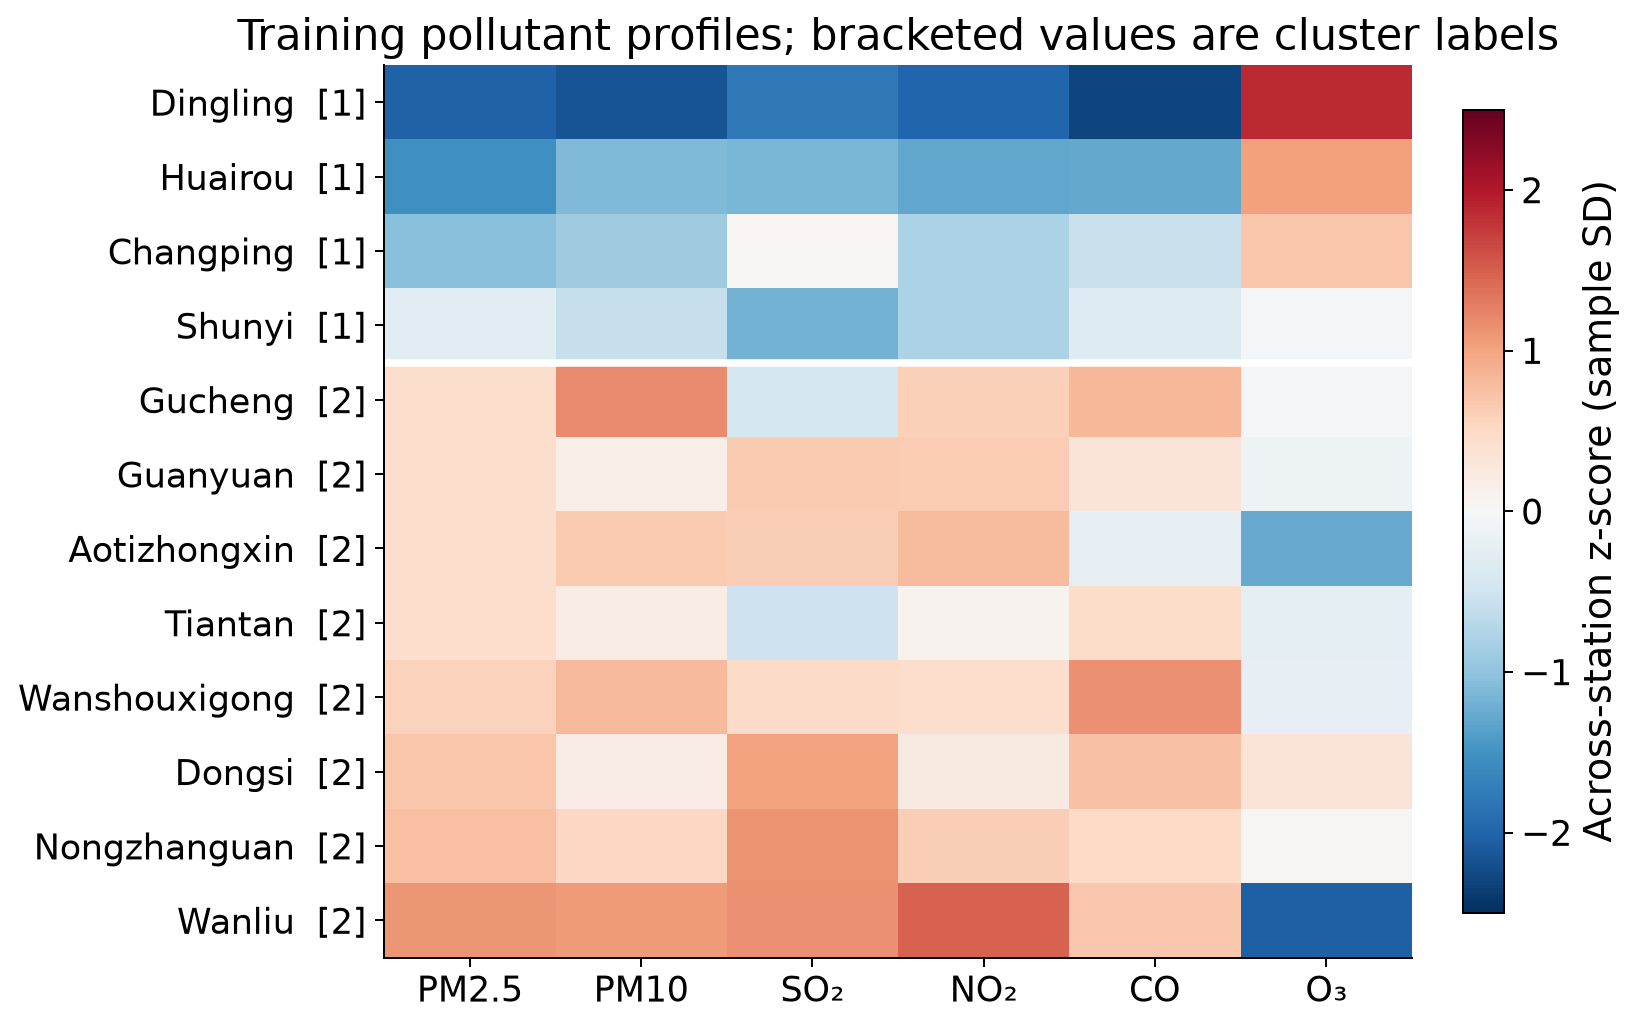 Training pollutant profiles; bracketed values are cluster labels
Dingling [1]
Huairou [1]
Changping [1]
Shunyi [1]
Gucheng [2]
Guanyuan [2]
Aotizhongxin [2]
Tiantan [2]
Wanshouxigong [2]
Dongsi [2]
Nongzhanguan [2]
Wanliu [2]
PM2.5 PM10 SO₂ NO₂ CO O₃
2
1
0
−1
−2
Across-station z-score (sample SD)